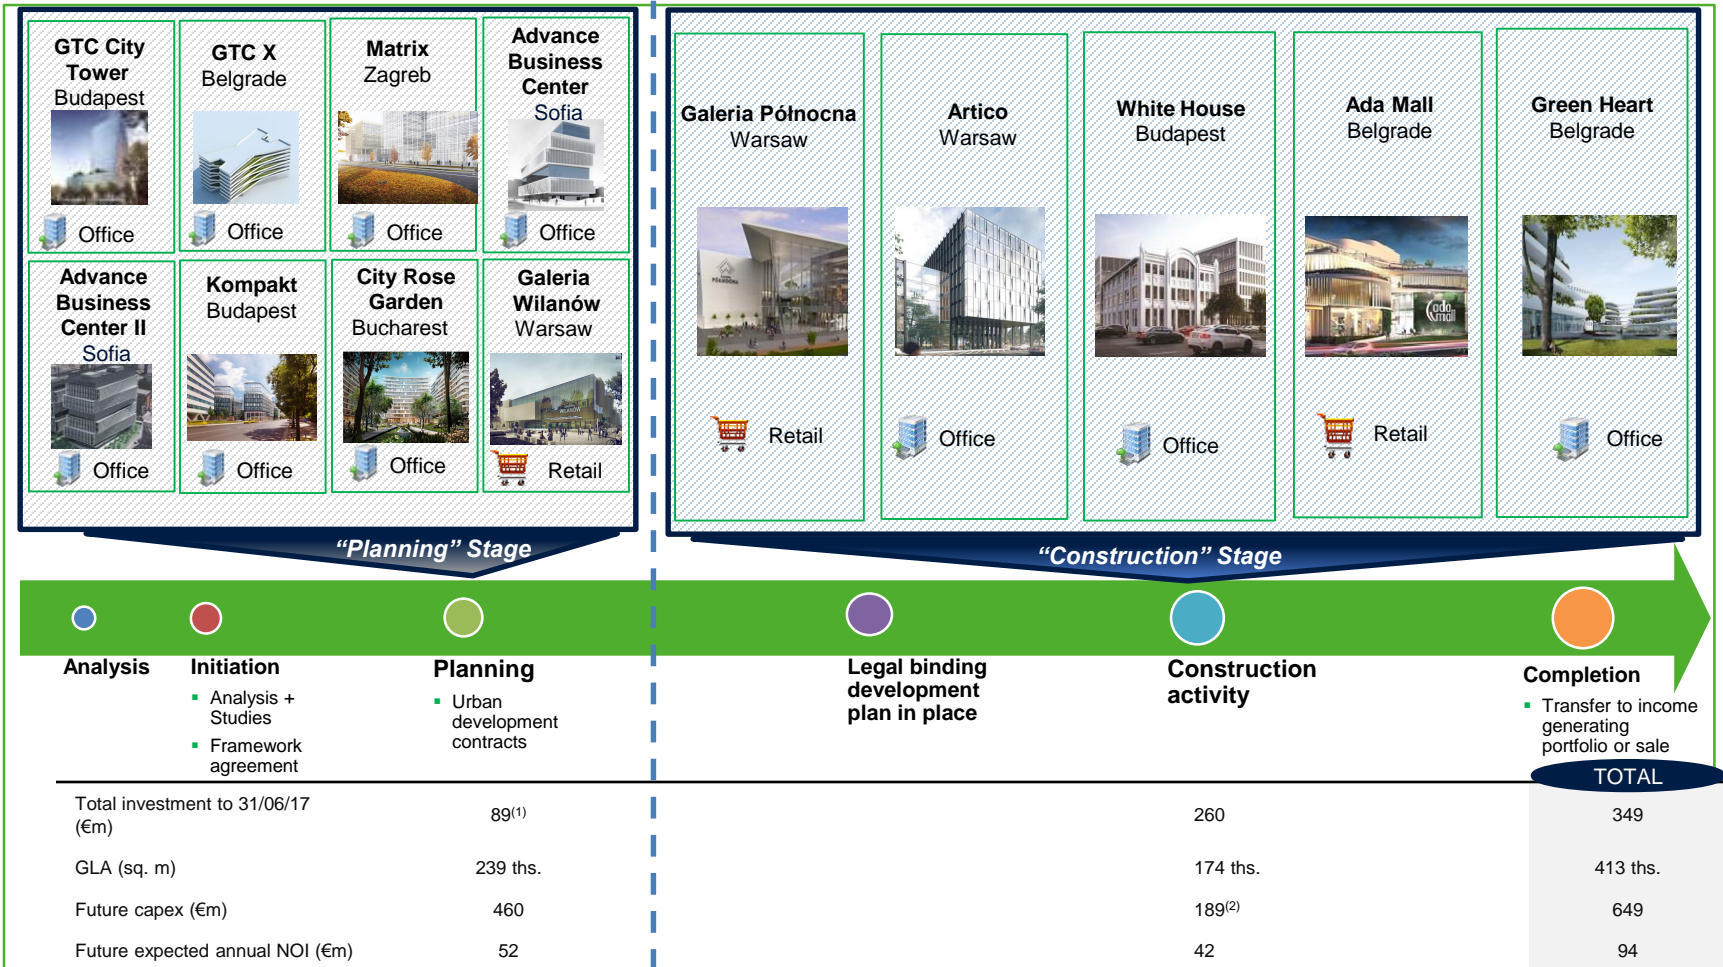 GTC City
Tower
Budapest
Office
GTC X
Belgrade
Office
Matrix
Zagreb
Office
Advance
Business
Center
Sofia
Office
Advance
Business
Center II
Sofia
Office
Kompakt
Budapest
Office
City Rose
Garden
Bucharest
Office
Galeria
Wilanów
Warsaw
WILANÓW
Retail
Galeria Północna
Warsaw
PÓŁNOCNA
Retail
Artico
Warsaw
Office
White House
Budapest
Office
Ada Mall
Belgrade
ada
mall
Retail
Green Heart
Belgrade
Office
“Planning” Stage
“Construction” Stage
Analysis
Initiation
▪ Analysis +
Studies
▪ Framework
agreement
Planning
▪ Urban
development
contracts
Legal binding
development
plan in place
Construction
activity
Completion
▪ Transfer to income
generating
portfolio or sale
TOTAL
Total investment to 31/06/17
(€m)
89(1)
260
349
GLA (sq. m)
239 ths.
174 ths.
413 ths.
Future capex (€m)
460
189(2)
649
Future expected annual NOI (€m)
52
42
94